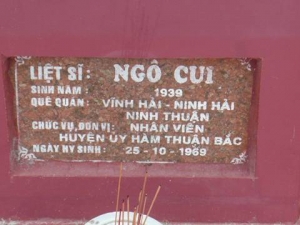 LIỆT SĨ: NGÔ CUI
SINH NĂM: 1939
QUÊ QUÁN: VĨNH HẢI - NINH HẢI
NINH THUẬN
CHỨC VỤ, ĐƠN VỊ: NHÂN VIÊN
HUYỆN ỦY HÀM THUẬN BẮC
NGÀY HY SINH: 25 - 10 - 1969